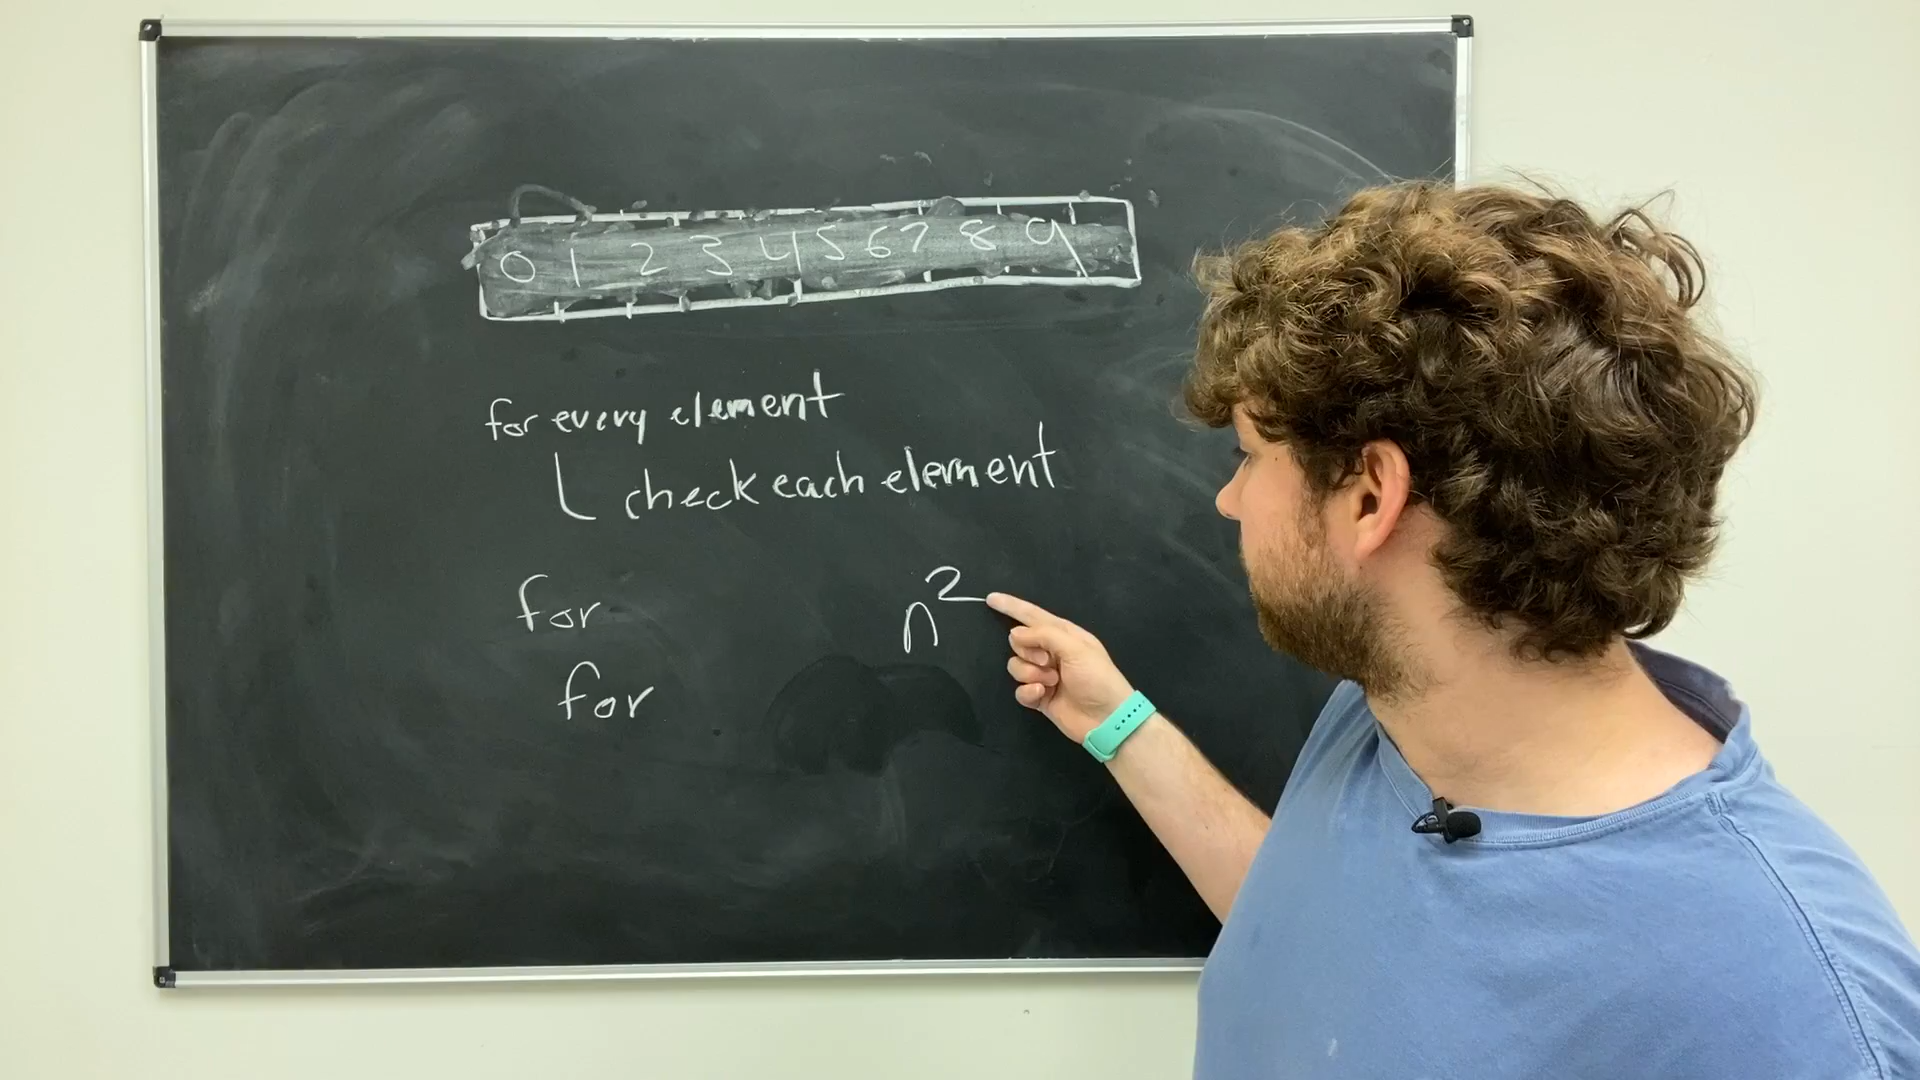 0 1 2 3 4 5 6 7 8 9
for every element
check each element
for n²
for